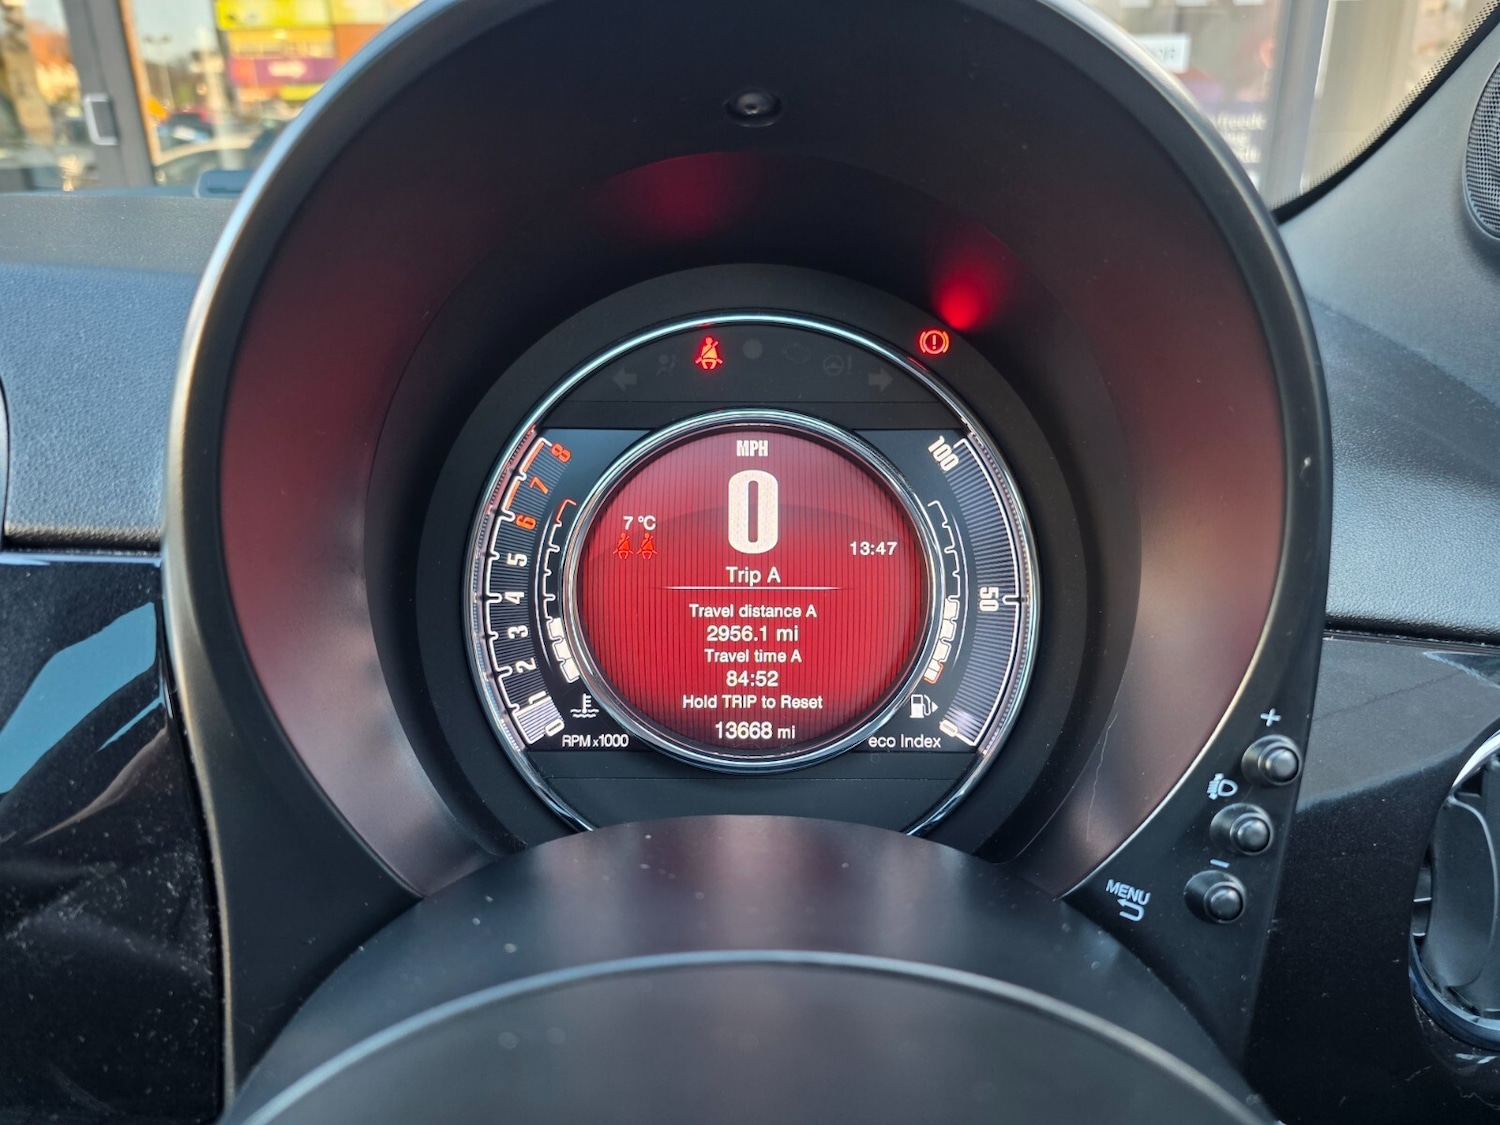 MPH
0
7 °C
13:47
Trip A
Travel distance A
2956.1 mi
Travel time A
84:52
Hold TRIP to Reset
13668 mi
8
7
6
5
4
3
2
1
0
RPM x1000
100
50
0
eco Index
+
-
MENU